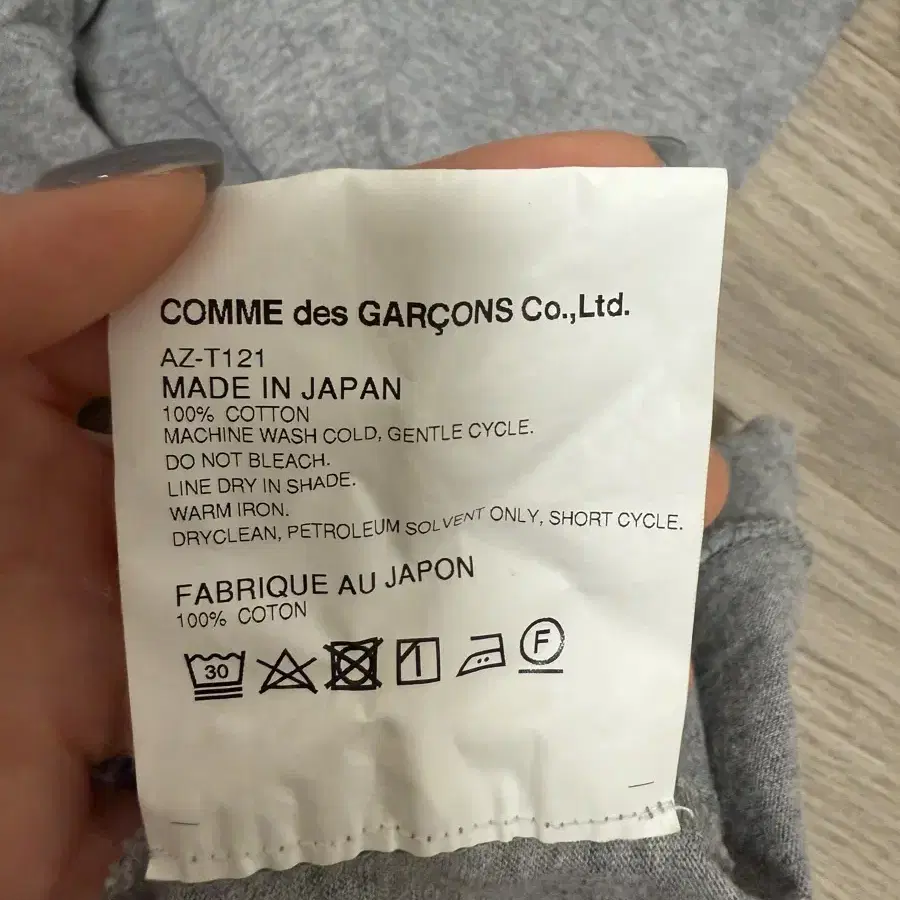 COMME des GARÇONS Co.,Ltd.
AZ-T121
MADE IN JAPAN
100% COTTON
MACHINE WASH COLD, GENTLE CYCLE.
DO NOT BLEACH.
LINE DRY IN SHADE.
WARM IRON.
DRYCLEAN, PETROLEUM SOLVENT ONLY, SHORT CYCLE.
FABRIQUE AU JAPON
100% COTON
30 F